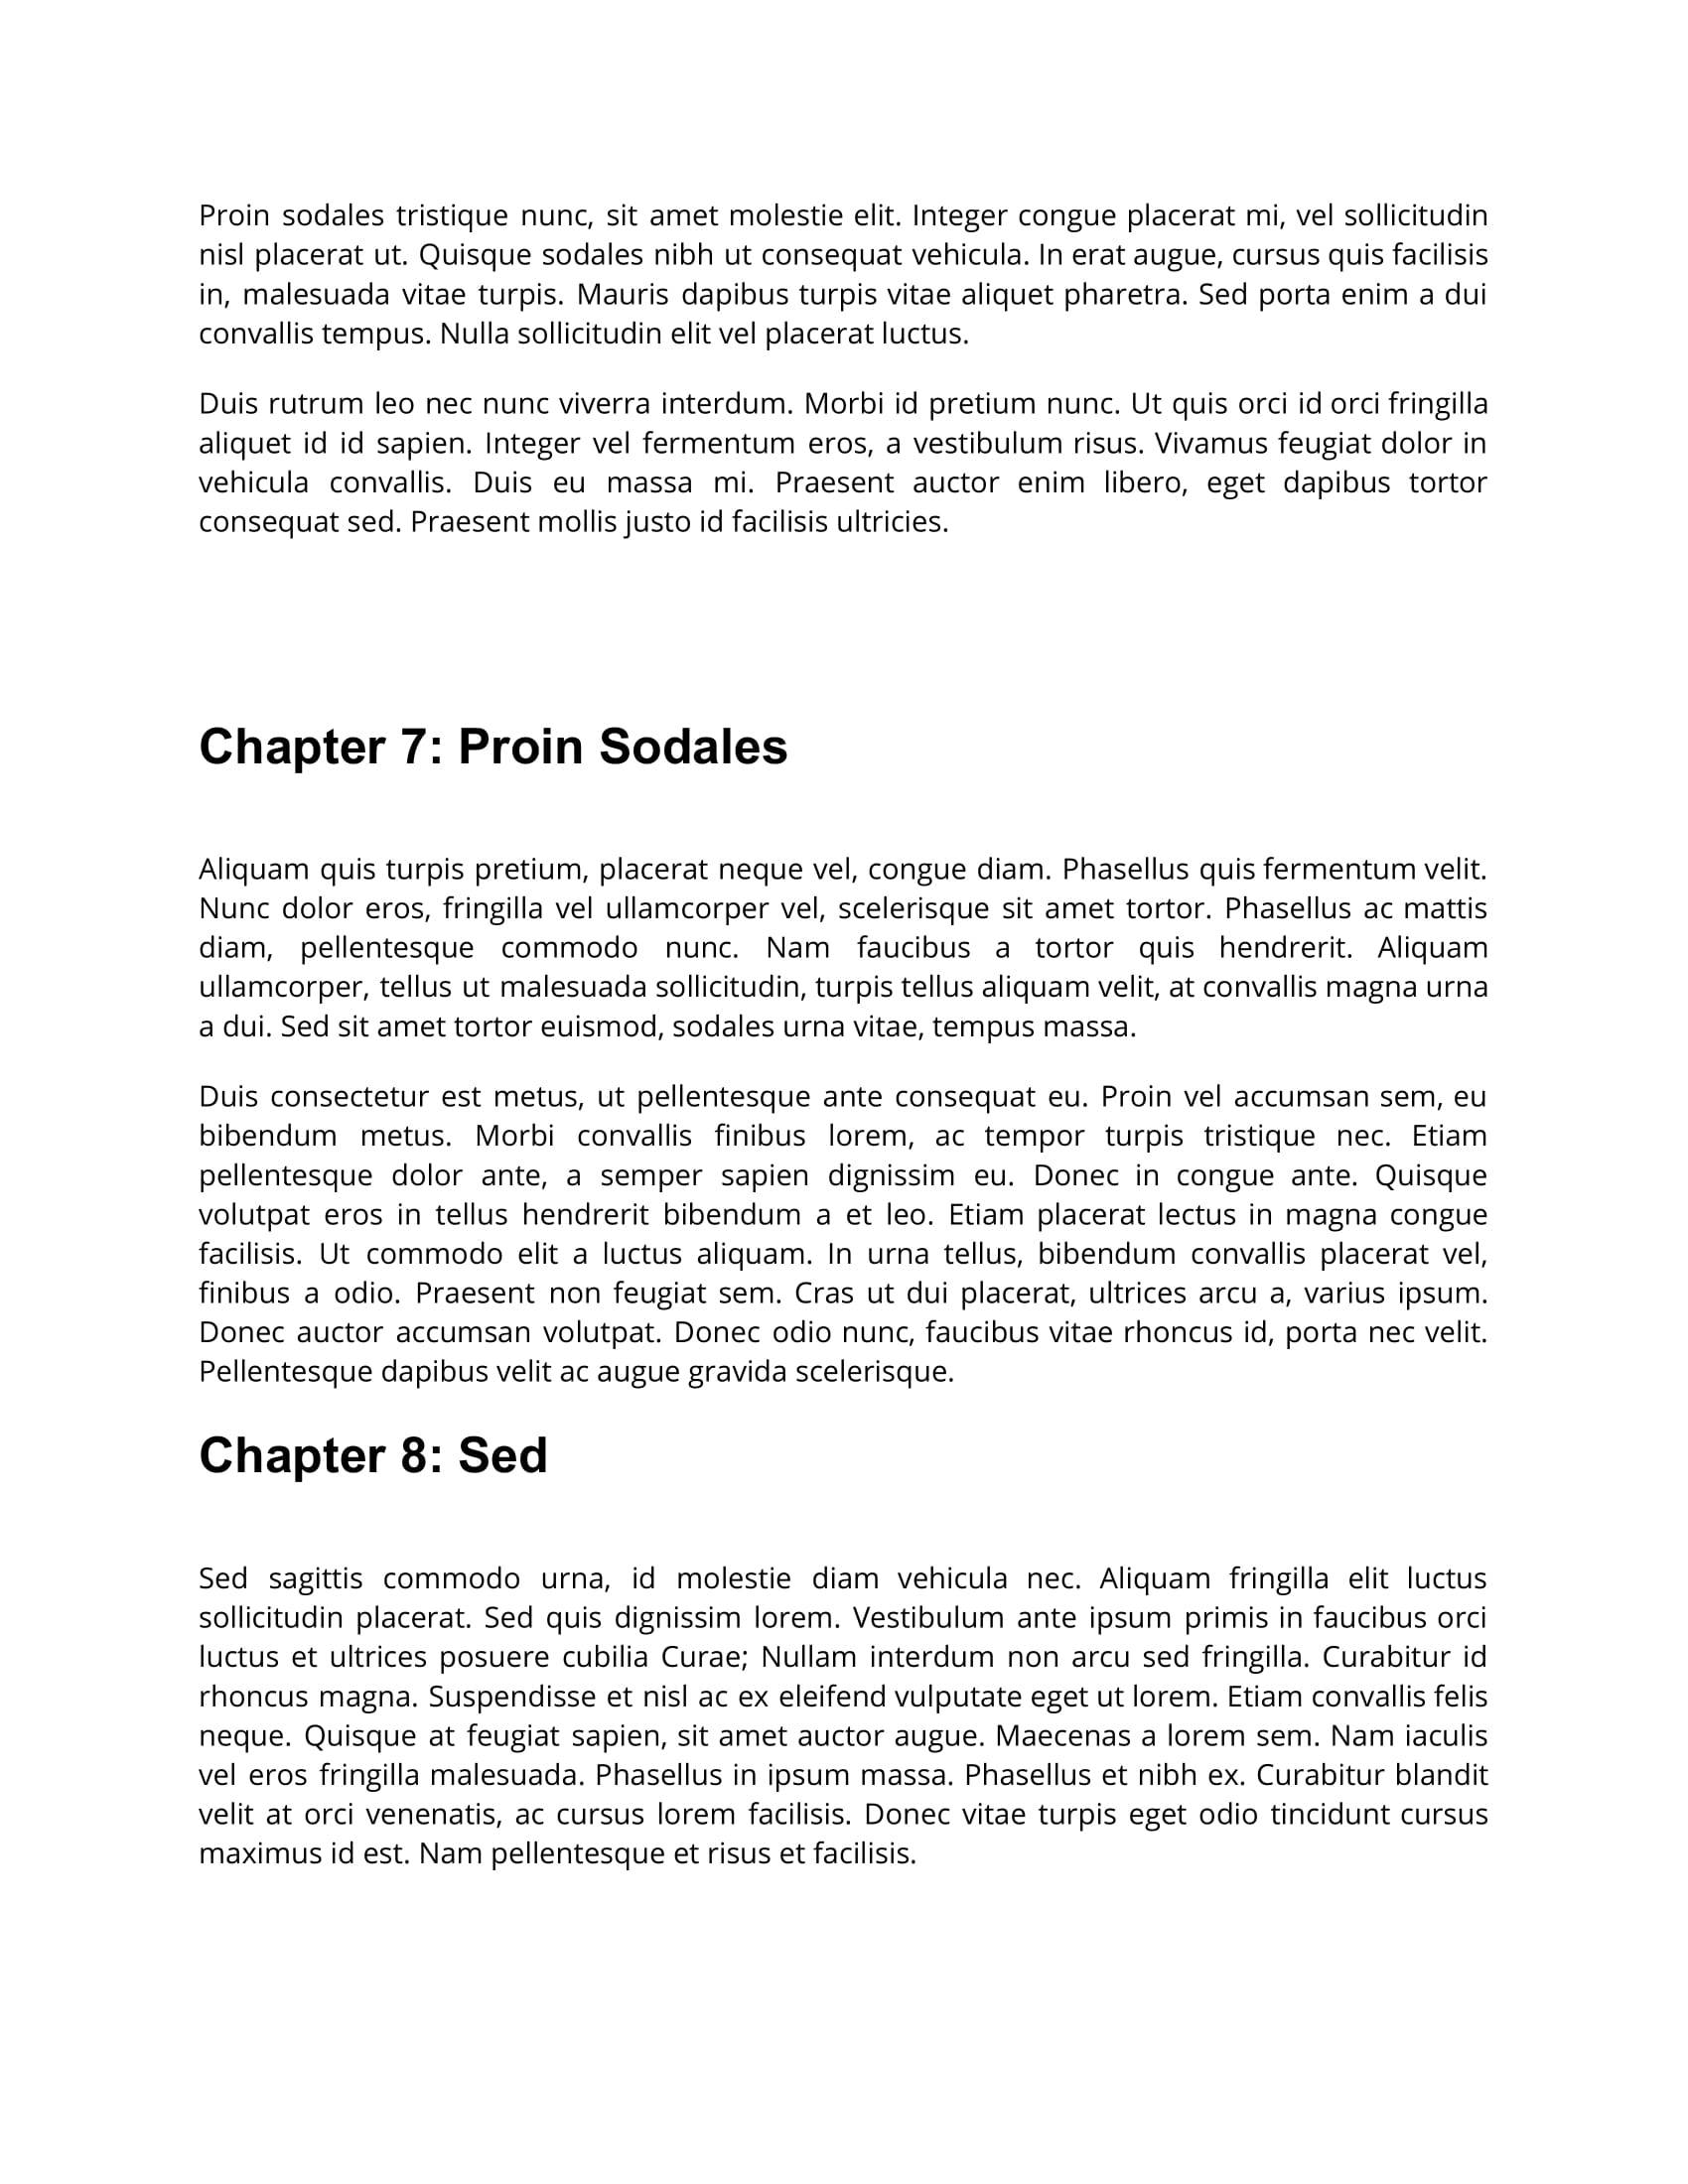 Proin sodales tristique nunc, sit amet molestie elit. Integer congue placerat mi, vel sollicitudin
nisl placerat ut. Quisque sodales nibh ut consequat vehicula. In erat augue, cursus quis facilisis
in, malesuada vitae turpis. Mauris dapibus turpis vitae aliquet pharetra. Sed porta enim a dui
convallis tempus. Nulla sollicitudin elit vel placerat luctus.
Duis rutrum leo nec nunc viverra interdum. Morbi id pretium nunc. Ut quis orci id orci fringilla
aliquet id id sapien. Integer vel fermentum eros, a vestibulum risus. Vivamus feugiat dolor in
vehicula convallis. Duis eu massa mi. Praesent auctor enim libero, eget dapibus tortor
consequat sed. Praesent mollis justo id facilisis ultricies.
Chapter 7: Proin Sodales
Aliquam quis turpis pretium, placerat neque vel, congue diam. Phasellus quis fermentum velit.
Nunc dolor eros, fringilla vel ullamcorper vel, scelerisque sit amet tortor. Phasellus ac mattis
diam, pellentesque commodo nunc. Nam faucibus a tortor quis hendrerit. Aliquam
ullamcorper, tellus ut malesuada sollicitudin, turpis tellus aliquam velit, at convallis magna urna
a dui. Sed sit amet tortor euismod, sodales urna vitae, tempus massa.
Duis consectetur est metus, ut pellentesque ante consequat eu. Proin vel accumsan sem, eu
bibendum metus. Morbi convallis finibus lorem, ac tempor turpis tristique nec. Etiam
pellentesque dolor ante, a semper sapien dignissim eu. Donec in congue ante. Quisque
volutpat eros in tellus hendrerit bibendum a et leo. Etiam placerat lectus in magna congue
facilisis. Ut commodo elit a luctus aliquam. In urna tellus, bibendum convallis placerat vel,
finibus a odio. Praesent non feugiat sem. Cras ut dui placerat, ultrices arcu a, varius ipsum.
Donec auctor accumsan volutpat. Donec odio nunc, faucibus vitae rhoncus id, porta nec velit.
Pellentesque dapibus velit ac augue gravida scelerisque.
Chapter 8: Sed
Sed sagittis commodo urna, id molestie diam vehicula nec. Aliquam fringilla elit luctus
sollicitudin placerat. Sed quis dignissim lorem. Vestibulum ante ipsum primis in faucibus orci
luctus et ultrices posuere cubilia Curae; Nullam interdum non arcu sed fringilla. Curabitur id
rhoncus magna. Suspendisse et nisl ac ex eleifend vulputate eget ut lorem. Etiam convallis felis
neque. Quisque at feugiat sapien, sit amet auctor augue. Maecenas a lorem sem. Nam iaculis
vel eros fringilla malesuada. Phasellus in ipsum massa. Phasellus et nibh ex. Curabitur blandit
velit at orci venenatis, ac cursus lorem facilisis. Donec vitae turpis eget odio tincidunt cursus
maximus id est. Nam pellentesque et risus et facilisis.